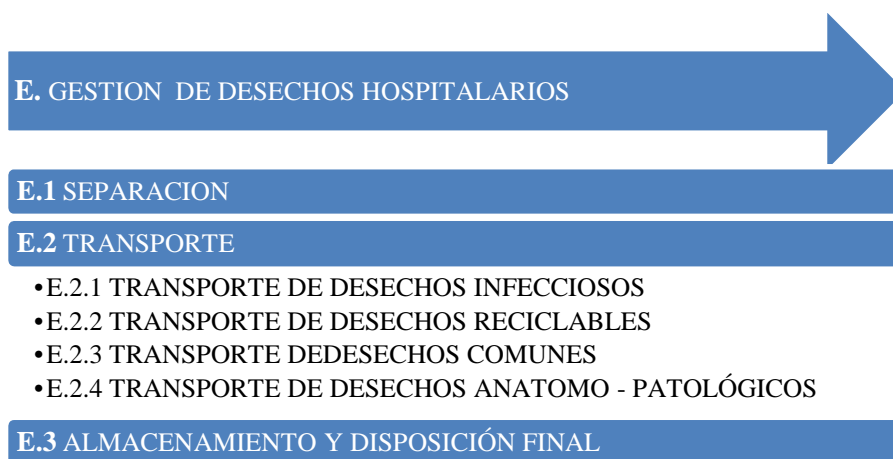 E. GESTION DE DESECHOS HOSPITALARIOS
E.1 SEPARACION
E.2 TRANSPORTE
•E.2.1 TRANSPORTE DE DESECHOS INFECCIOSOS
•E.2.2 TRANSPORTE DE DESECHOS RECICLABLES
•E.2.3 TRANSPORTE DEDESECHOS COMUNES
•E.2.4 TRANSPORTE DE DESECHOS ANATOMO - PATOLÓGICOS
E.3 ALMACENAMIENTO Y DISPOSICIÓN FINAL